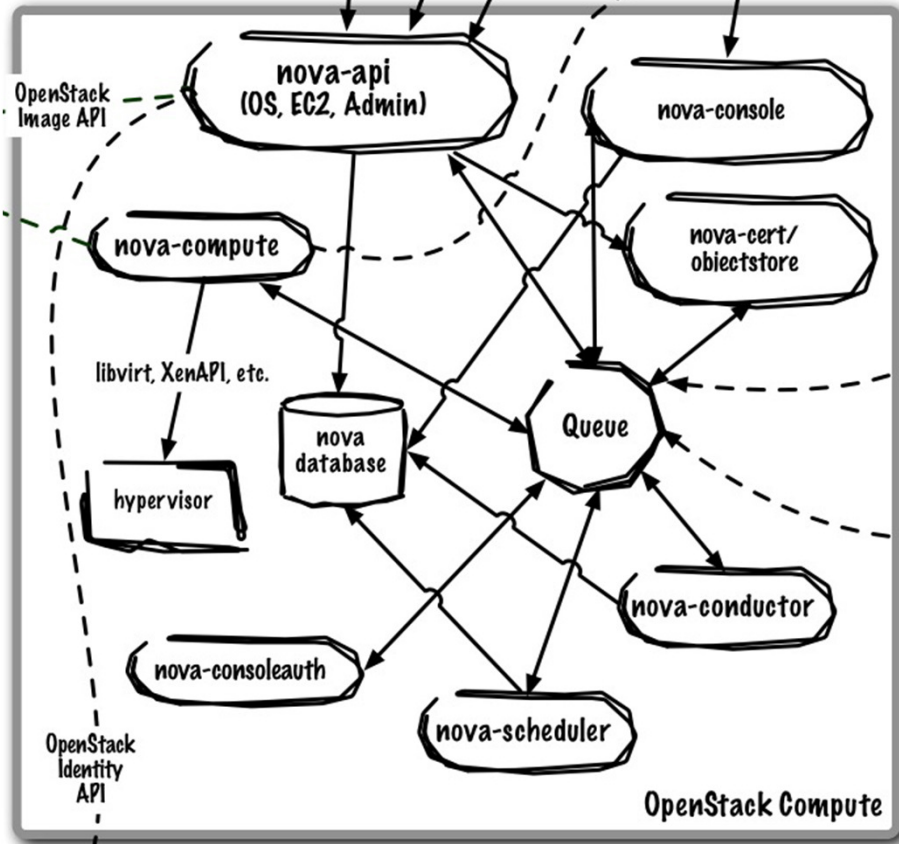 nova-api
(OS, EC2, Admin)
OpenStack
Image API
nova-console
nova-compute
nova-cert/
objectstore
libvirt, XenAPI, etc.
nova
database
Queue
hypervisor
nova-conductor
nova-consoleauth
nova-scheduler
OpenStack
Identity
API
OpenStack Compute